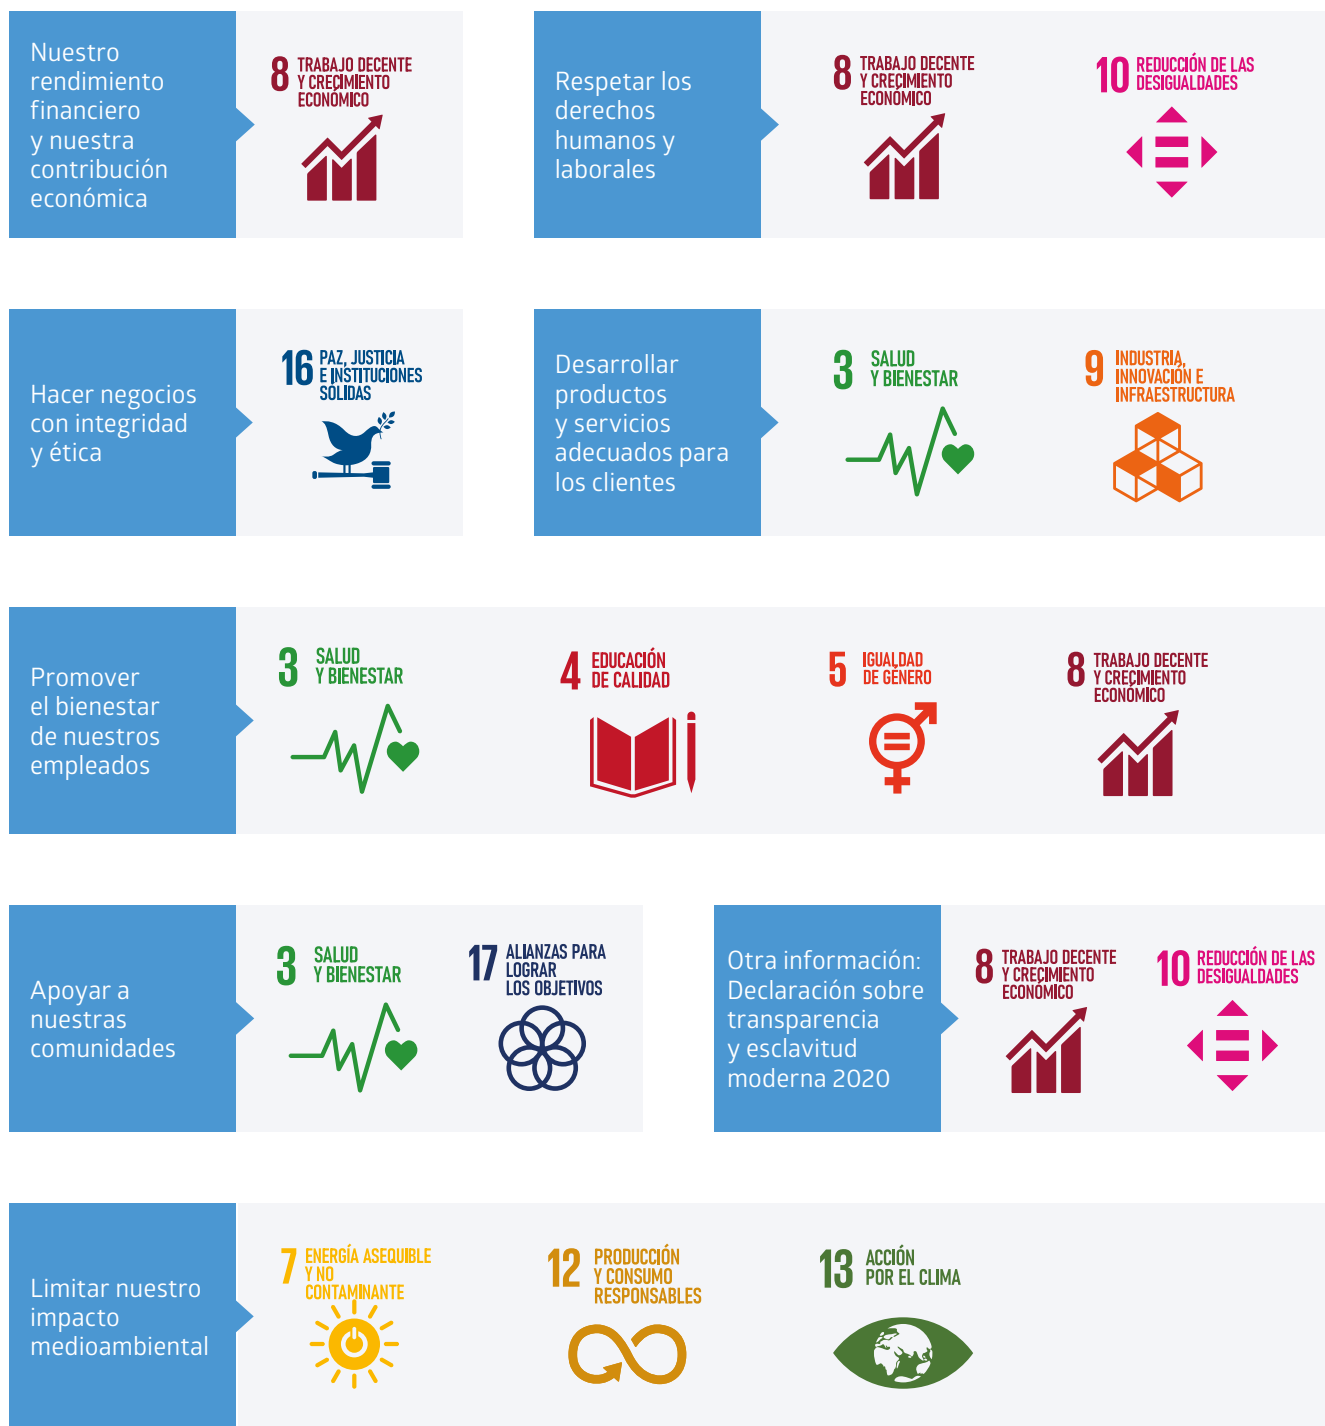 Nuestro
rendimiento
financiero
y nuestra
contribución
económica
8 TRABAJO DECENTE
Y CRECIMIENTO
ECONÓMICO
Respetar los
derechos
humanos y
laborales
8 TRABAJO DECENTE
Y CRECIMIENTO
ECONÓMICO
10 REDUCCIÓN DE LAS
DESIGUALDADES
Hacer negocios
con integridad
y ética
16 PAZ, JUSTICIA
E INSTITUCIONES
SÓLIDAS
Desarrollar
productos
y servicios
adecuados para
los clientes
3 SALUD
Y BIENESTAR
9 INDUSTRIA,
INNOVACIÓN E
INFRAESTRUCTURA
Promover
el bienestar
de nuestros
empleados
3 SALUD
Y BIENESTAR
4 EDUCACIÓN
DE CALIDAD
5 IGUALDAD
DE GÉNERO
8 TRABAJO DECENTE
Y CRECIMIENTO
ECONÓMICO
Apoyar a
nuestras
comunidades
3 SALUD
Y BIENESTAR
17 ALIANZAS PARA
LOGRAR
LOS OBJETIVOS
Otra información:
Declaración sobre
transparencia
y esclavitud
moderna 2020
8 TRABAJO DECENTE
Y CRECIMIENTO
ECONÓMICO
10 REDUCCIÓN DE LAS
DESIGUALDADES
Limitar nuestro
impacto
medioambiental
7 ENERGÍA ASEQUIBLE
Y NO
CONTAMINANTE
12 PRODUCCIÓN
Y CONSUMO
RESPONSABLES
13 ACCIÓN
POR EL CLIMA